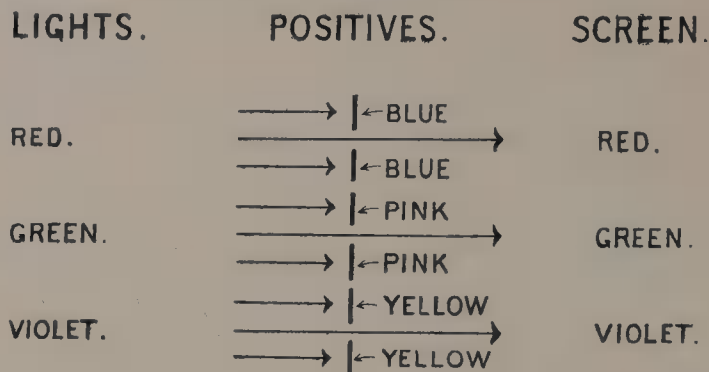 LIGHTS. POSITIVES. SCREEN.
BLUE
RED. RED.
BLUE
PINK
GREEN. GREEN.
PINK
YELLOW
VIOLET. VIOLET.
YELLOW